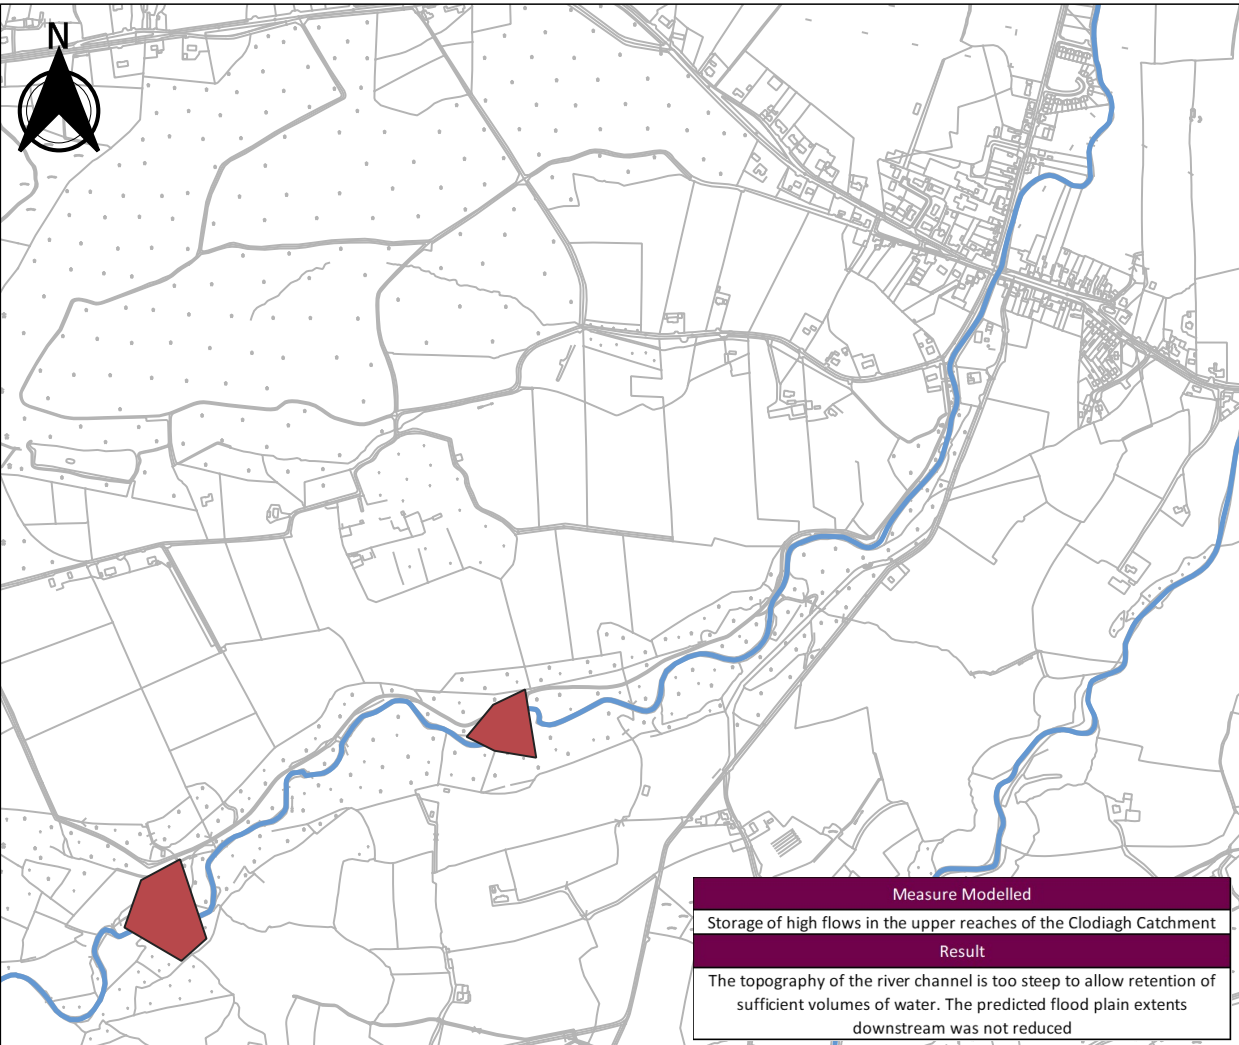 N
Measure Modelled
Storage of high flows in the upper reaches of the Clodiagh Catchment
Result
The topography of the river channel is too steep to allow retention of
sufficient volumes of water. The predicted flood plain extents
downstream was not reduced